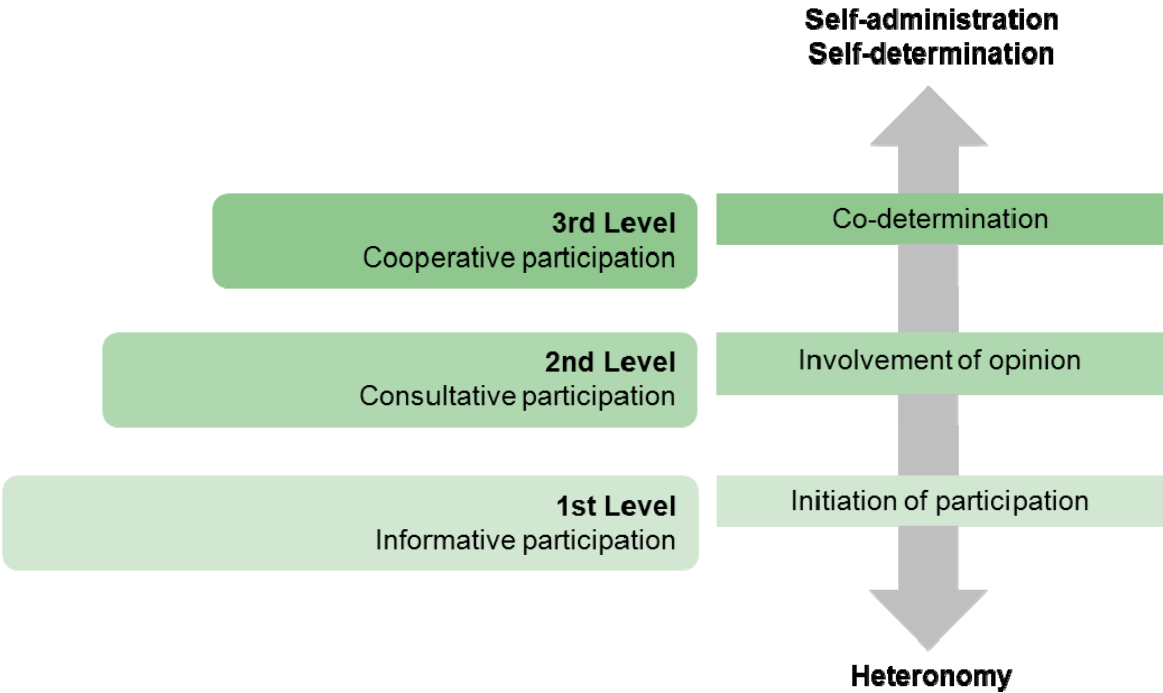 Self-administration
Self-determination
3rd Level
Cooperative participation
Co-determination
2nd Level
Consultative participation
Involvement of opinion
1st Level
Informative participation
Initiation of participation
Heteronomy